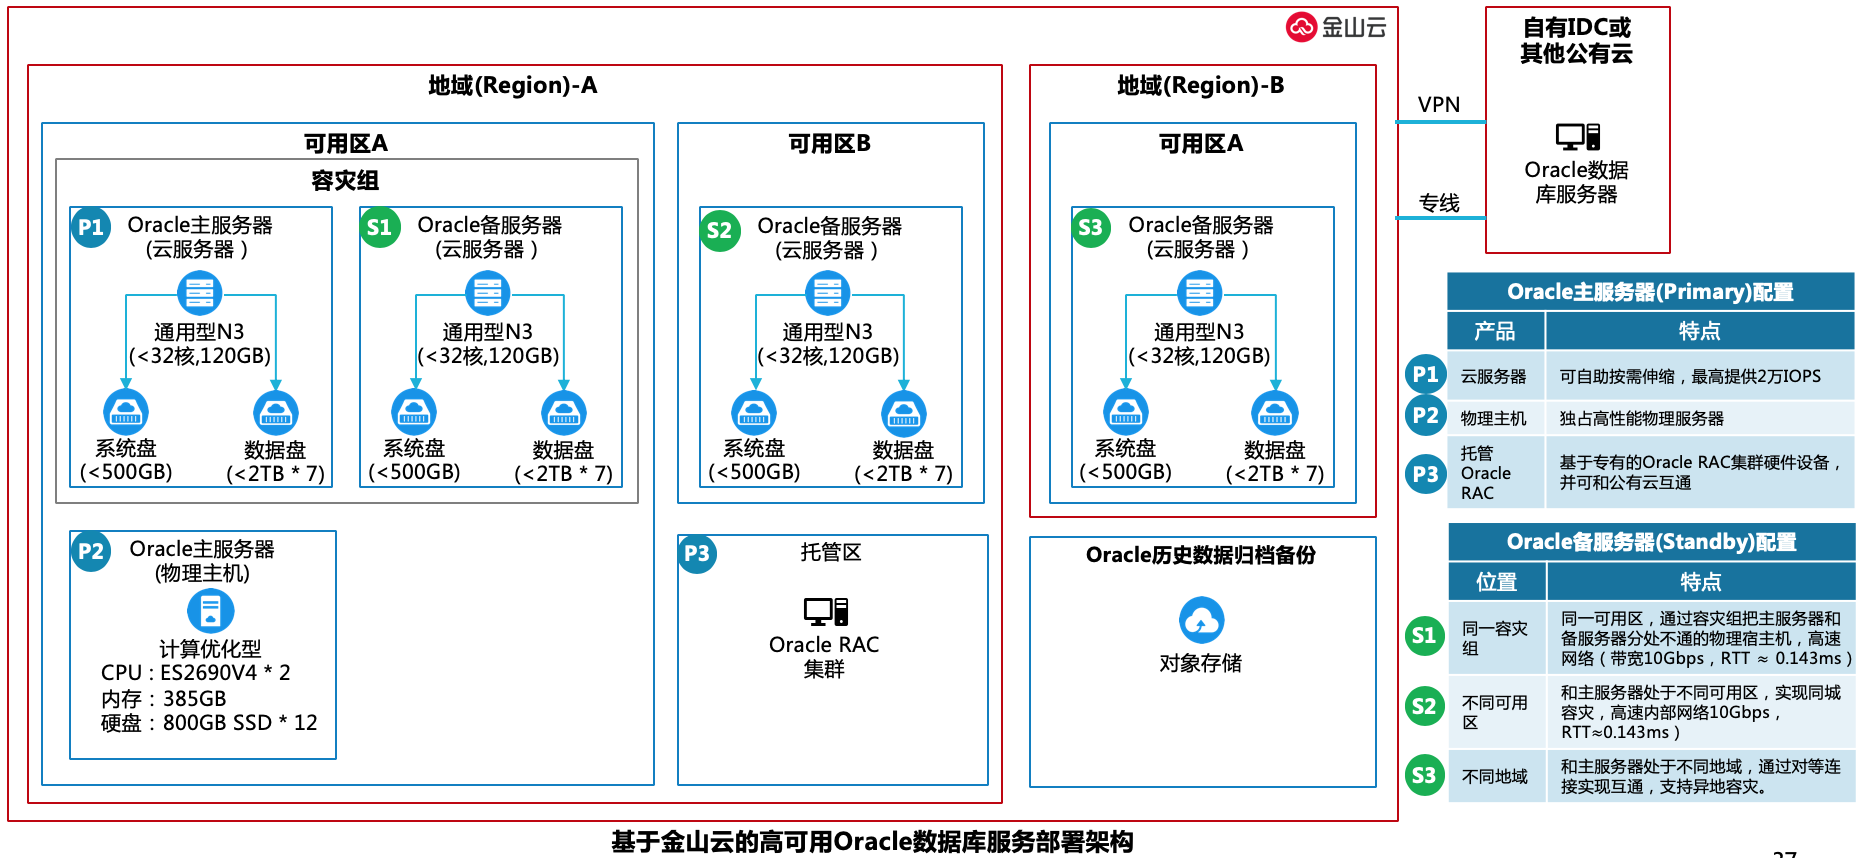 金山云
地域(Region)-A
可用区A
容灾组
P1
Oracle主服务器
(云服务器）
通用型N3
(<32核,120GB)
系统盘
(<500GB)
数据盘
(<2TB * 7)
S1
Oracle备服务器
(云服务器）
通用型N3
(<32核,120GB)
系统盘
(<500GB)
数据盘
(<2TB * 7)
P2
Oracle主服务器
(物理主机)
计算优化型
CPU : ES2690V4 * 2
内存：385GB
硬盘：800GB SSD * 12
可用区B
S2
Oracle备服务器
(云服务器）
通用型N3
(<32核,120GB)
系统盘
(<500GB)
数据盘
(<2TB * 7)
P3
托管区
Oracle RAC
集群
地域(Region)-B
可用区A
S3
Oracle备服务器
(云服务器）
通用型N3
(<32核,120GB)
系统盘
(<500GB)
数据盘
(<2TB * 7)
Oracle历史数据归档备份
对象存储
VPN
专线
自有IDC或
其他公有云
Oracle数据
库服务器
Oracle主服务器(Primary)配置
产品
特点
P1
云服务器
可自助按需伸缩，最高提供2万IOPS
P2
物理主机
独占高性能物理服务器
P3
托管
Oracle
RAC
基于专有的Oracle RAC集群硬件设备，
并可和公有云互通
Oracle备服务器(Standby)配置
位置
特点
S1
同一容灾
组
同一可用区，通过容灾组把主服务器和
备服务器分处不通的物理宿主机，高速
网络（带宽10Gbps，RTT ≈ 0.143ms）
S2
不同可用
区
和主服务器处于不同可用区，实现同城
容灾，高速内部网络10Gbps，
RTT≈0.143ms）
S3
不同地域
和主服务器处于不同地域，通过对等连
接实现互通，支持异地容灾。
基于金山云的高可用Oracle数据库服务部署架构